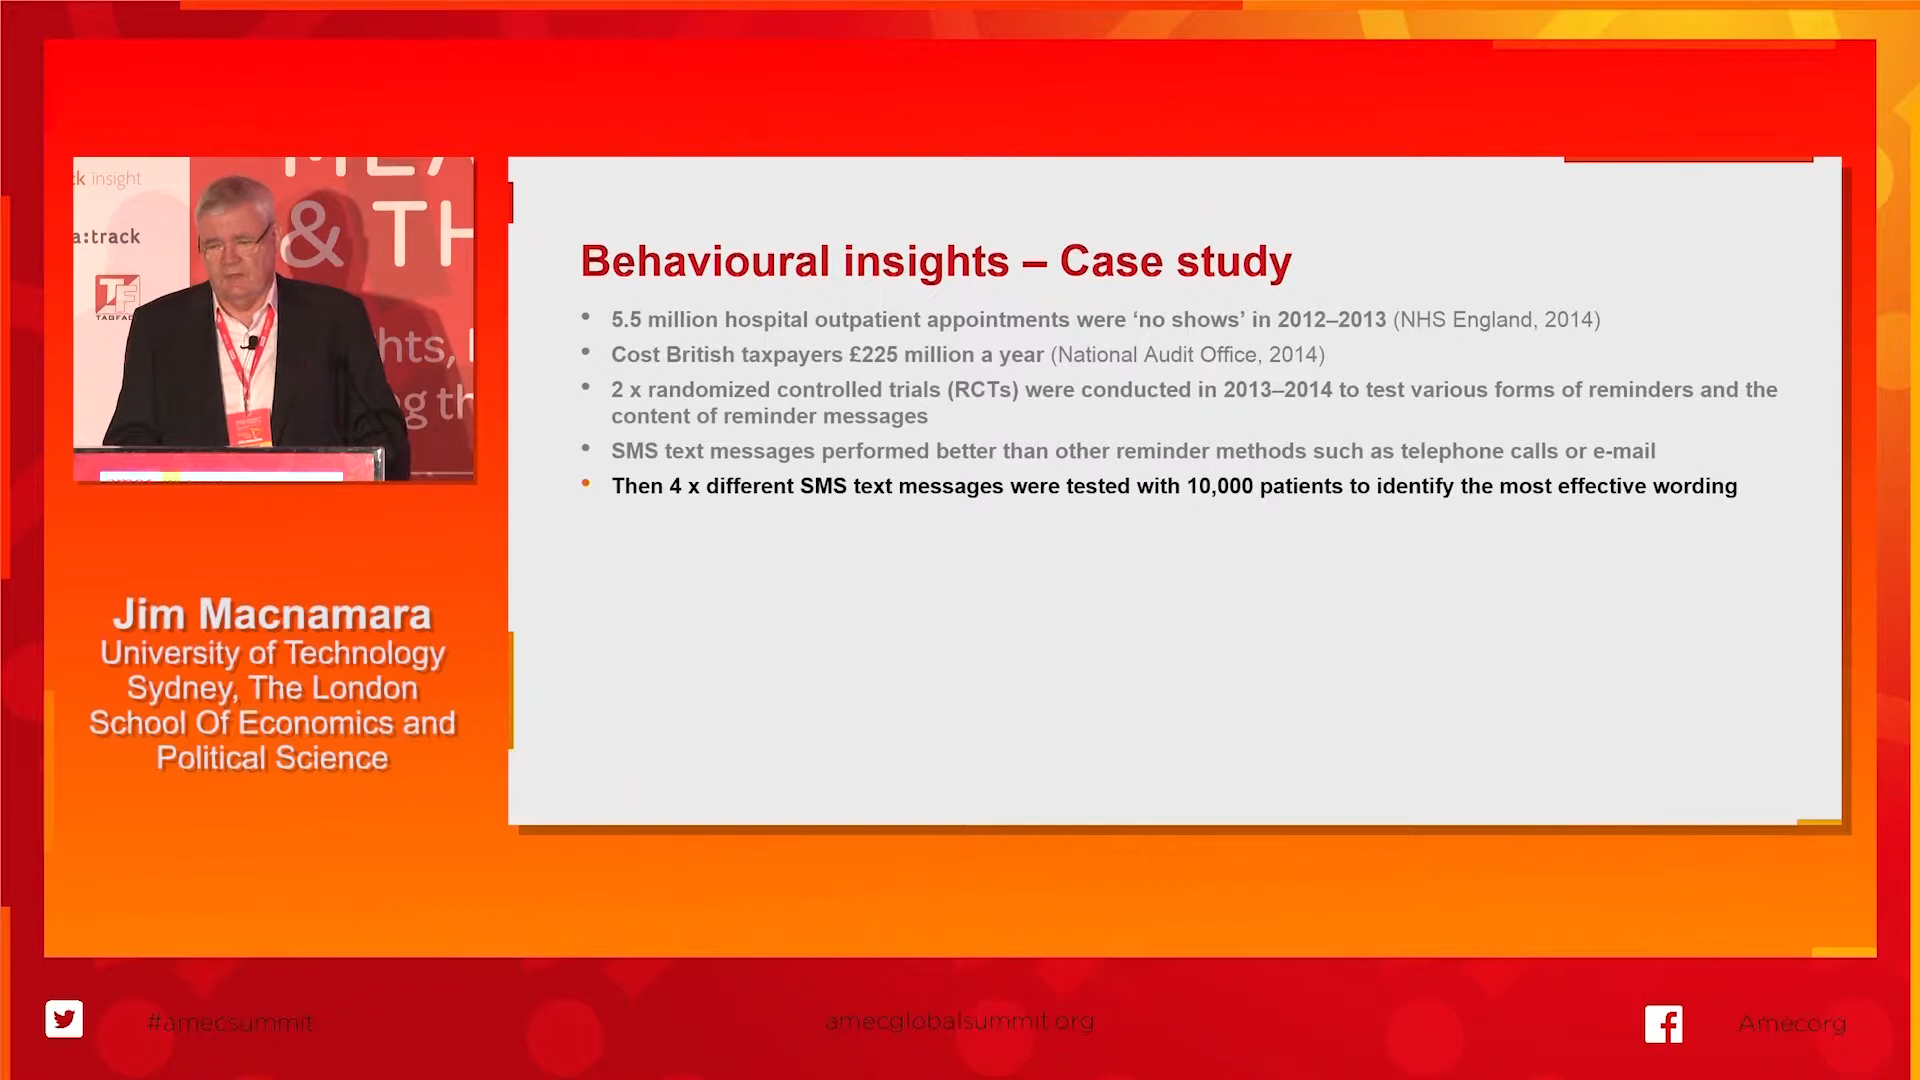 ck insight
a:track
TF
& TH
Behavioural insights – Case study
• 5.5 million hospital outpatient appointments were ‘no shows’ in 2012–2013 (NHS England, 2014)
• Cost British taxpayers £225 million a year (National Audit Office, 2014)
• 2 x randomized controlled trials (RCTs) were conducted in 2013–2014 to test various forms of reminders and the
content of reminder messages
• SMS text messages performed better than other reminder methods such as telephone calls or e-mail
• Then 4 x different SMS text messages were tested with 10,000 patients to identify the most effective wording
Jim Macnamara
University of Technology
Sydney, The London
School Of Economics and
Political Science
#amecsummit
amecglobalsummit.org
Amecorg